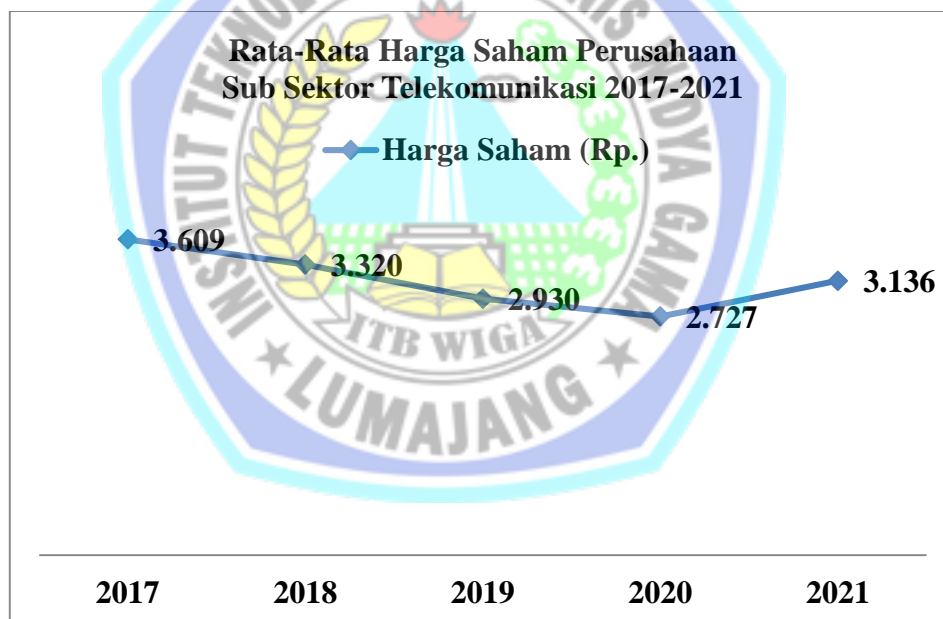 Rata-Rata Harga Saham Perusahaan
Sub Sektor Telekomunikasi 2017-2021
Harga Saham (Rp.)
3.609
3.320
2.930
2.727
3.136
2017 2018 2019 2020 2021
ITB WIGA
LUMAJANG